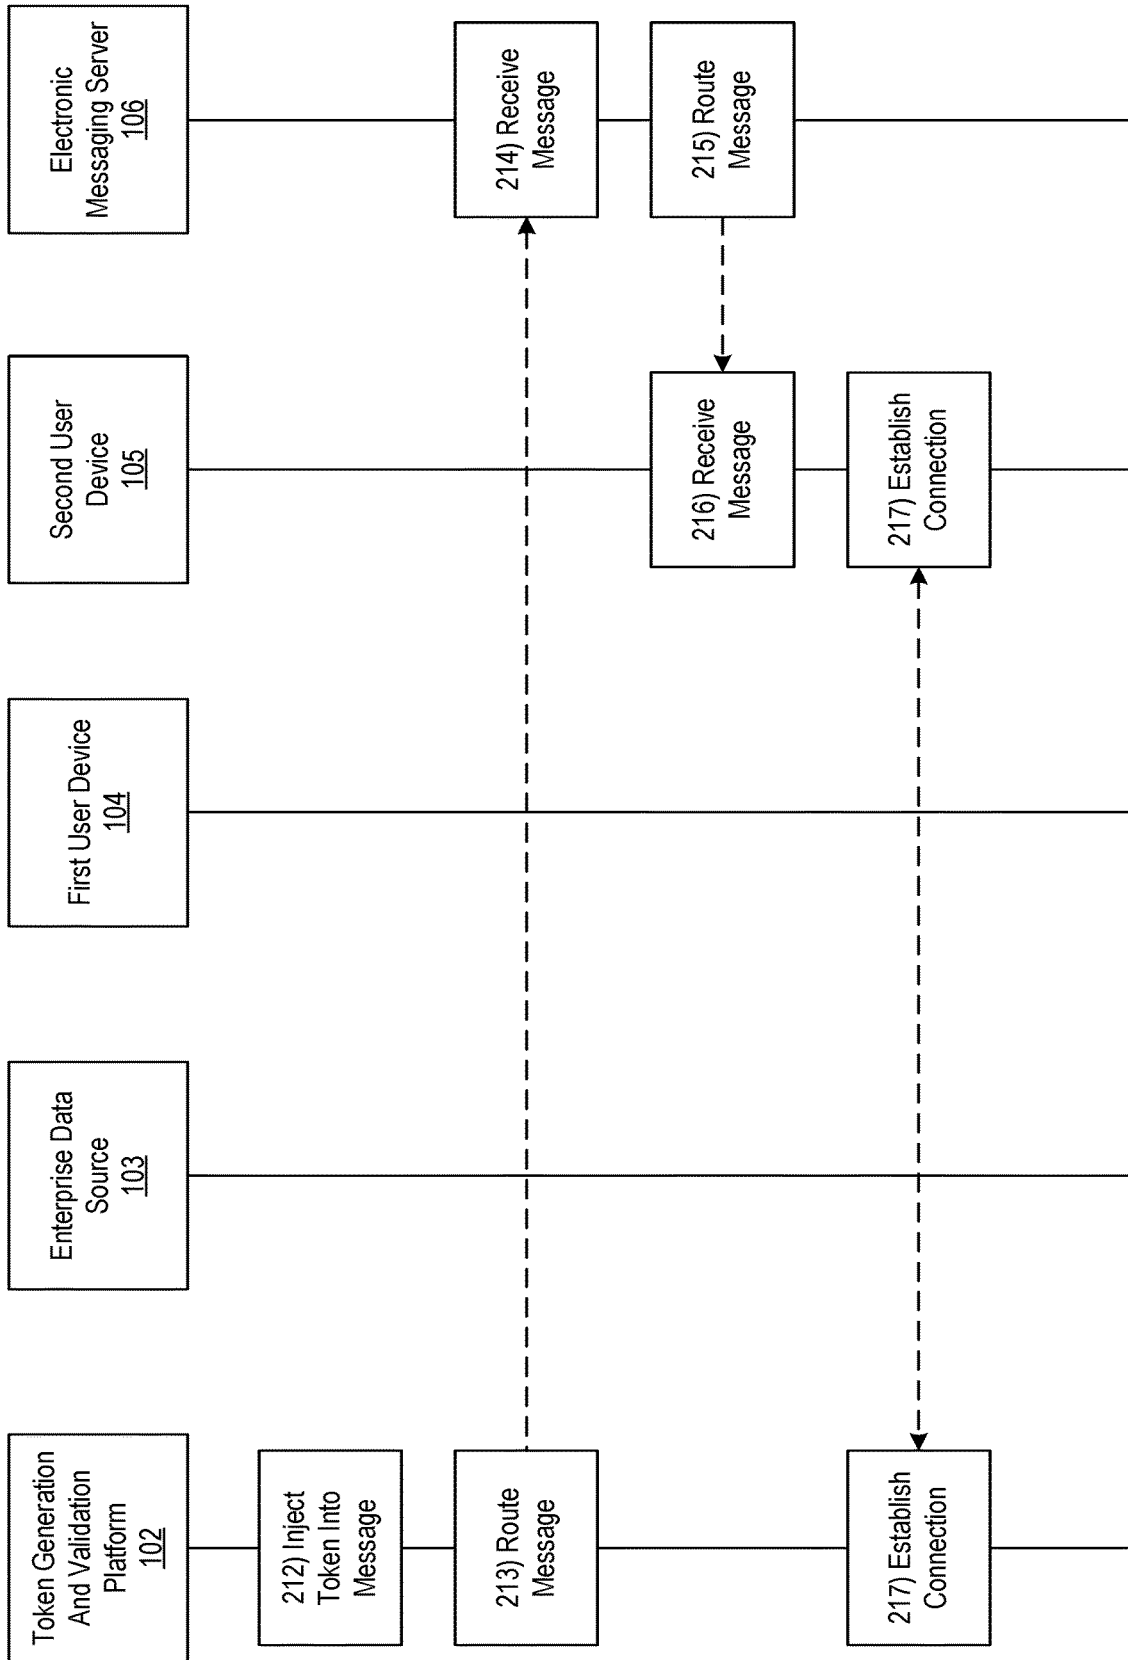 Token Generation
And Validation
Platform
102
Enterprise Data
Source
103
First User Device
104
Second User
Device
105
Electronic
Messaging Server
106
212) Inject
Token Into
Message
213) Route
Message
214) Receive
Message
215) Route
Message
216) Receive
Message
217) Establish
Connection
217) Establish
Connection